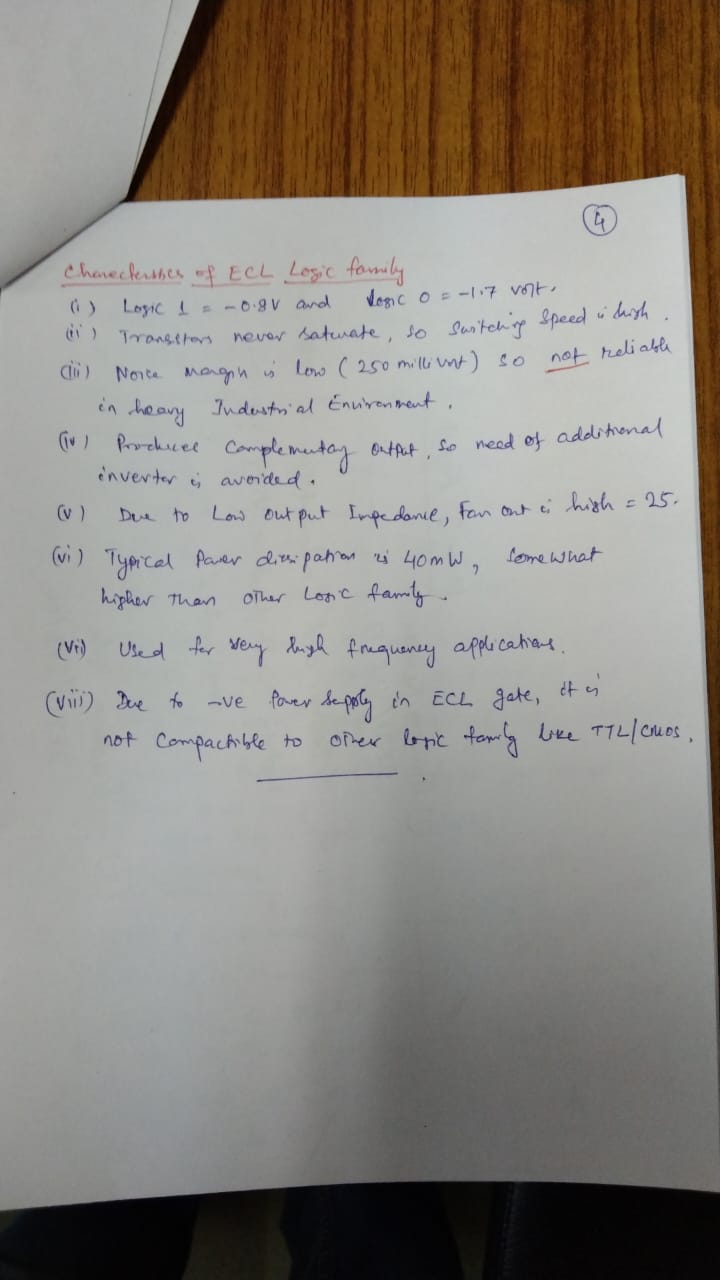 4
Charecterstics of ECL Logic family
(i) Logic 1 = -0.8V and Logic 0 = -1.7 volt.
(ii) Transistors never saturate, so Switching Speed is high.
(iii) Noise margin is low (250 millivolt) so not reliable
in heavy Industrial Environment.
(iv) Produces Complementary output, So need of additional
inverter is avoided.
(v) Due to Low output Impedance, Fan out is high = 25.
(vi) Typical Power dissipation is 40mW, Somewhat
higher Than other Logic family.
(vii) Used for very high frequency applications.
(viii) Due to -ve Power Supply in ECL gate, it is
not Compactible to other logic family like TTL/CMOS.